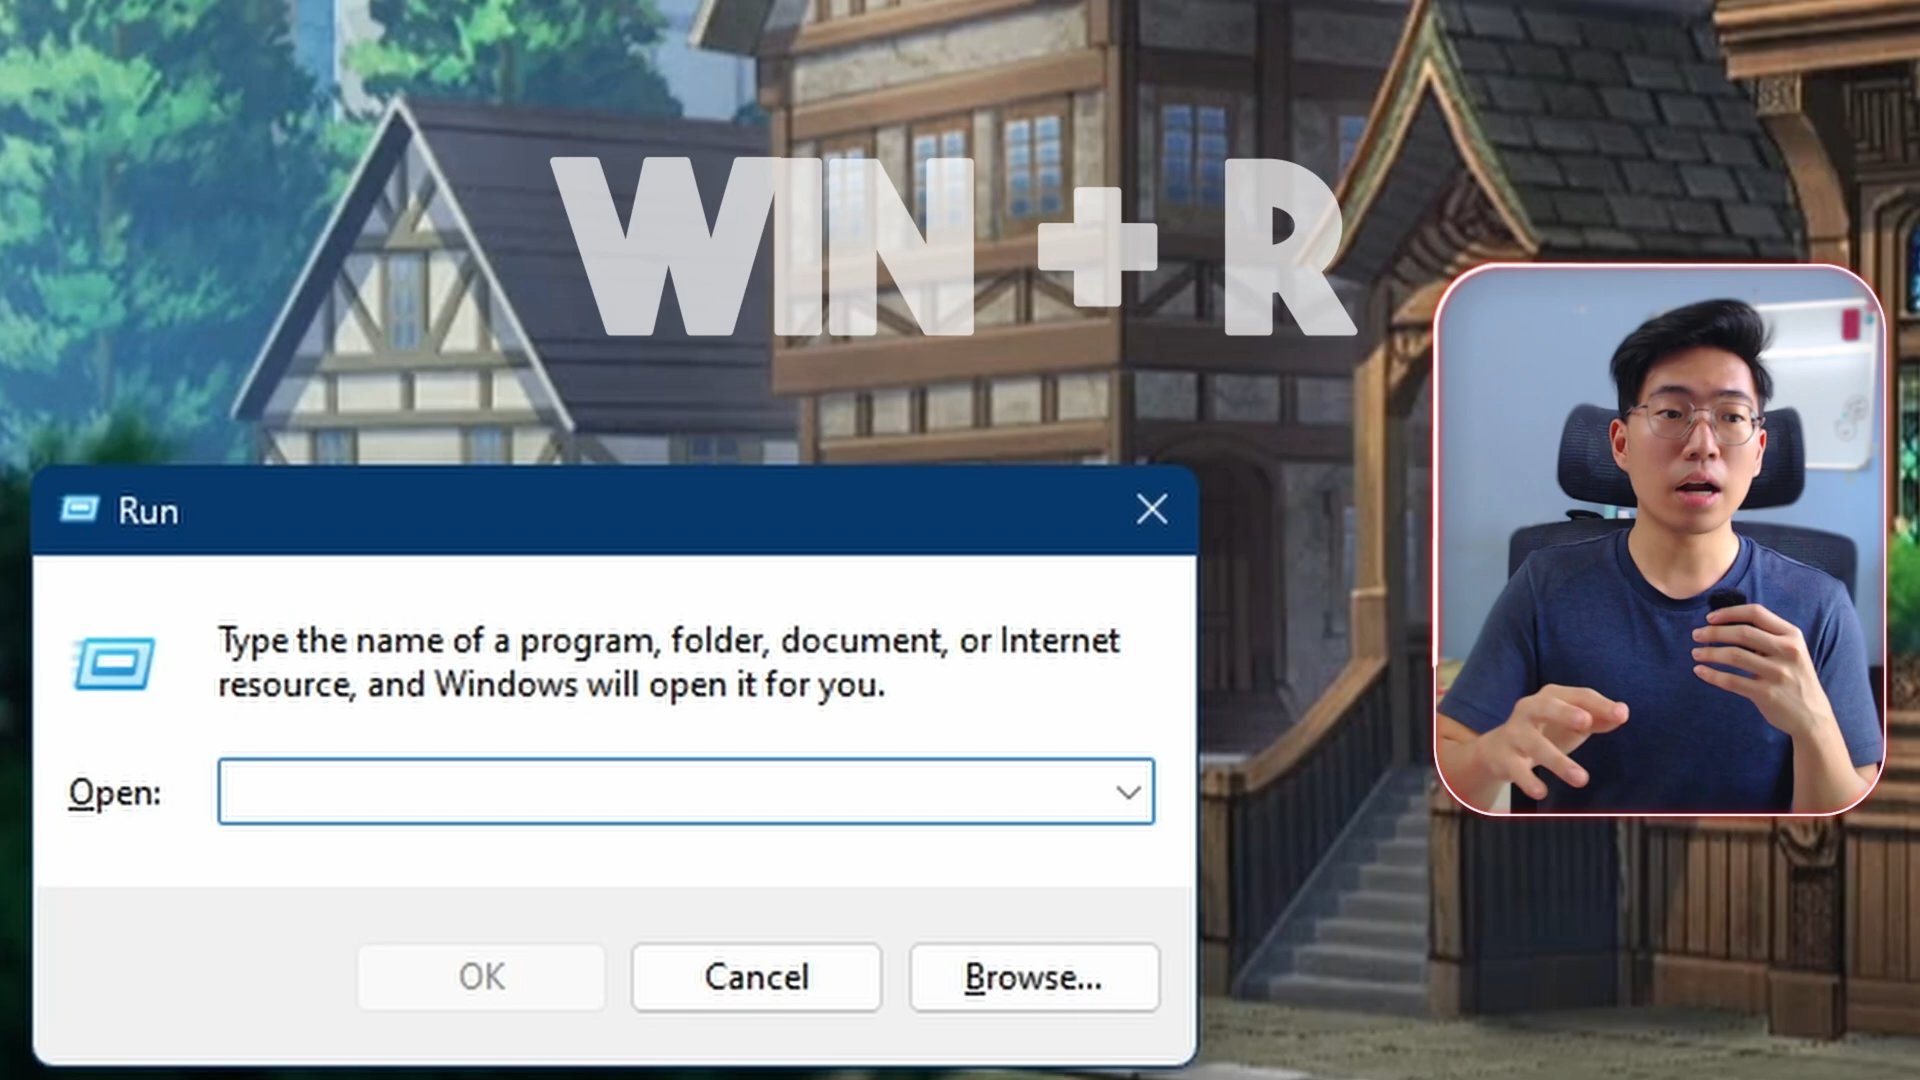 WIN + R
Run
Type the name of a program, folder, document, or Internet
resource, and Windows will open it for you.
Open:
OK
Cancel
Browse...